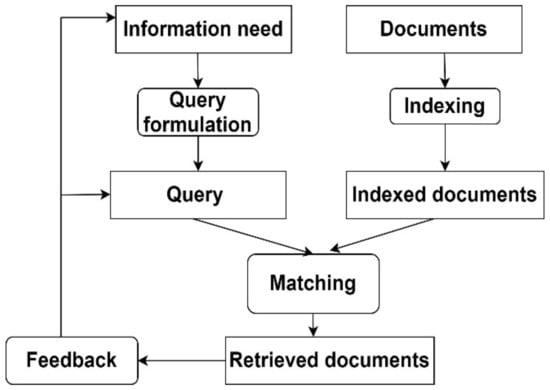 Information need
Documents
Query
formulation
Indexing
Query
Indexed documents
Matching
Feedback
Retrieved documents